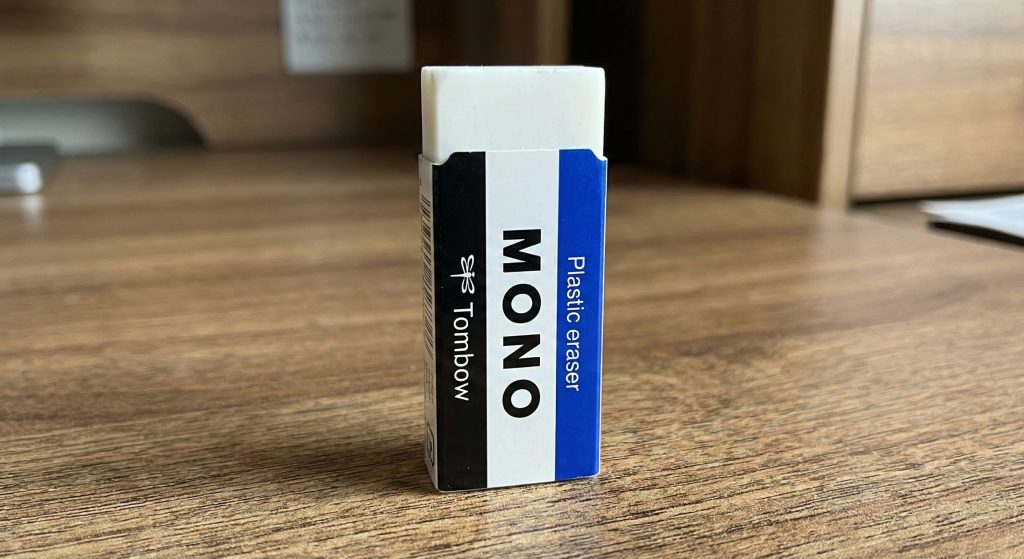 Plastic eraser
MONO
Tombow